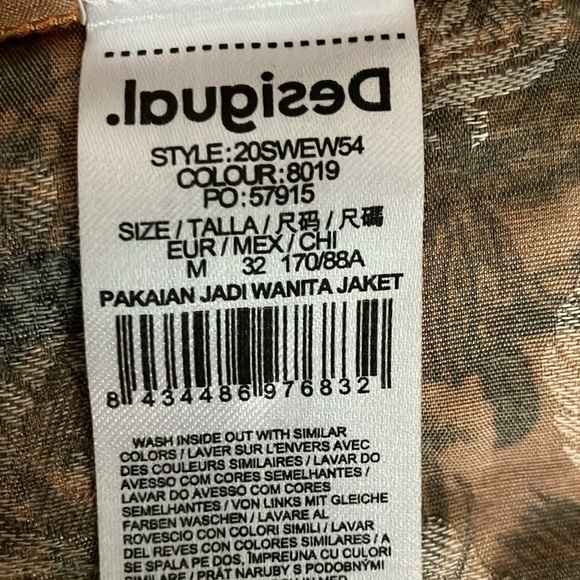 Desigual.
STYLE:20SWEW54
COLOUR:8019
PO:57915
SIZE/TALLA/尺码/尺碼
EUR/MEX/CHI
M 32 170/88A
PAKAIAN JADI WANITA JAKET
8 434486 976832
WASH INSIDE OUT WITH SIMILAR
COLORS / LAVER SUR L'ENVERS AVEC
DES COULEURS SIMILAIRES / LAVAR DO
AVESSO COM CORES SEMELHANTES /
LAVAR DO AVESSO COM CORES
SEMELHANTES / VON LINKS MIT GLEICHE
FARBEN WASCHEN / LAVARE AL
ROVESCIO CON COLORI SIMILI / LAVAR
DEL REVES CON COLORES SIMILARES / A
SE SPALA PE DOS, ÎMPREUNA CU CULORI
SIMILARE / PRÁT NARUBY S PODOBNÝMI